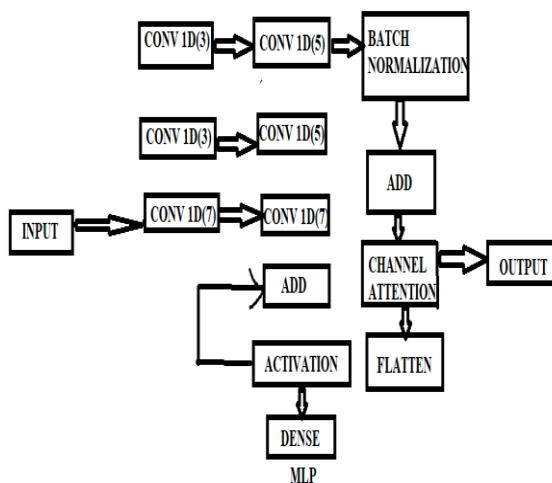 CONV 1D(3)
CONV 1D(5)
BATCH
NORMALIZATION
CONV 1D(3)
CONV 1D(5)
ADD
INPUT
CONV 1D(7)
CONV 1D(7)
CHANNEL
ATTENTION
OUTPUT
ADD
ACTIVATION
FLATTEN
DENSE
MLP